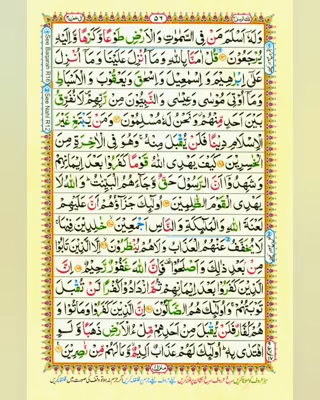 وَلَهٗۤ اَسْلَمَ مَنْ فِی السَّمٰوٰتِ وَالْاَرْضِ طَوْعًا وَّكَرْهًا وَّاِلَیْهِ
یُرْجَعُوْنَ قُلْ اٰمَنَّا بِاللّٰهِ وَمَاۤ اُنْزِلَ عَلَیْنَا وَمَاۤ اُنْزِلَ
عَلٰۤی اِبْرٰهِیْمَ وَاِسْمٰعِیْلَ وَاِسْحٰقَ وَیَعْقُوْبَ وَالْاَسْبَاطِ
وَمَاۤ اُوْتِیَ مُوْسٰی وَعِیْسٰی وَالنَّبِیُّوْنَ مِنْ رَّبِّهِمْ لَا نُفَرِّقُ
بَیْنَ اَحَدٍ مِّنْهُمْ وَنَحْنُ لَهٗ مُسْلِمُوْنَ وَمَنْ یَّبْتَغِ غَیْرَ
الْاِسْلَامِ دِیْنًا فَلَنْ یُّقْبَلَ مِنْهُ وَهُوَ فِی الْاٰخِرَةِ مِنَ
الْخٰسِرِیْنَ كَیْفَ یَهْدِی اللّٰهُ قَوْمًا كَفَرُوْا بَعْدَ اِیْمَانِهِمْ
وَشَهِدُوْۤا اَنَّ الرَّسُوْلَ حَقٌّ وَّجَآءَهُمُ الْبَیِّنٰتُ وَاللّٰهُ لَا
یَهْدِی الْقَوْمَ الظّٰلِمِیْنَ اُولٰٓئِكَ جَزَآؤُهُمْ اَنَّ عَلَیْهِمْ
لَعْنَةَ اللّٰهِ وَالْمَلٰٓئِكَةِ وَالنَّاسِ اَجْمَعِیْنَ خٰلِدِیْنَ فِیْهَا
لَا یُخَفَّفُ عَنْهُمُ الْعَذَابُ وَلَا هُمْ یُنْظَرُوْنَ اِلَّا الَّذِیْنَ تَابُوْا
مِنْۢ بَعْدِ ذٰلِكَ وَاَصْلَحُوْا فَاِنَّ اللّٰهَ غَفُوْرٌ رَّحِیْمٌ اِنَّ
الَّذِیْنَ كَفَرُوْا بَعْدَ اِیْمَانِهِمْ ثُمَّ ازْدَادُوْا كُفْرًا لَّنْ تُقْبَلَ
تَوْبَتُهُمْ وَاُولٰٓئِكَ هُمُ الضَّآلُّوْنَ اِنَّ الَّذِیْنَ كَفَرُوْا وَمَاتُوْا وَ
هُمْ كُفَّارٌ فَلَنْ یُّقْبَلَ مِنْ اَحَدِهِمْ مِّلْءُ الْاَرْضِ ذَهَبًا وَّلَوِ
افْتَدٰی بِهٖ اُولٰٓئِكَ لَهُمْ عَذَابٌ اَلِیْمٌ وَّمَا لَهُمْ مِّنْ نّٰصِرِیْنَ